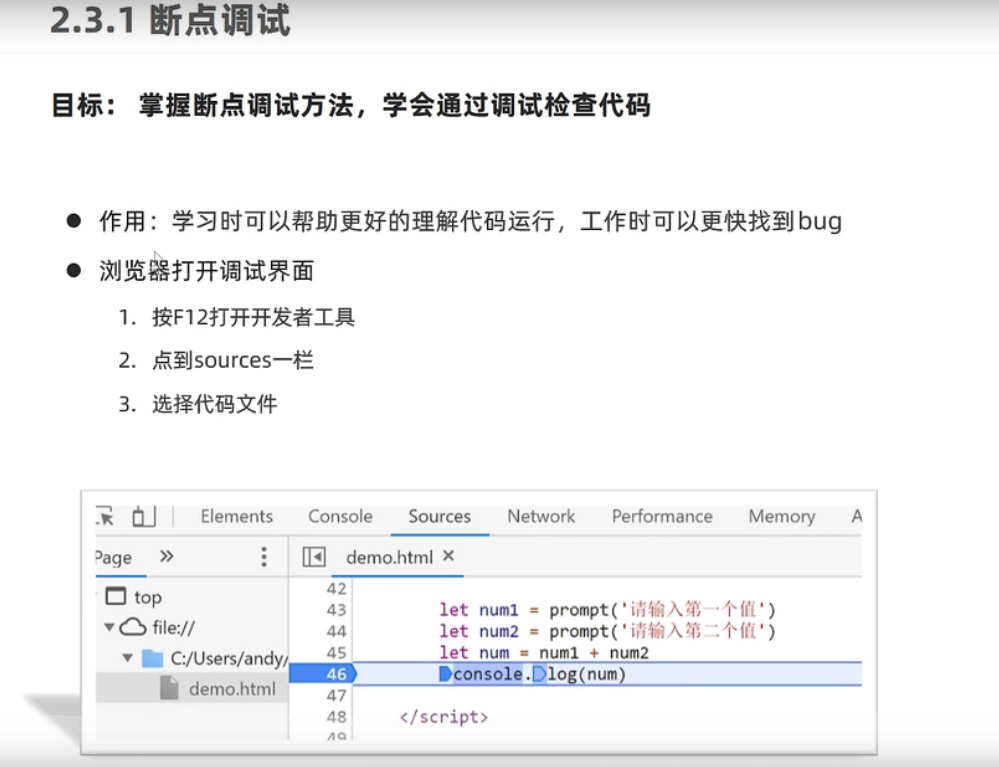 2.3.1 断点调试
目标： 掌握断点调试方法，学会通过调试检查代码
● 作用：学习时可以帮助更好的理解代码运行，工作时可以更快找到bug
● 浏览器打开调试界面
1. 按F12打开开发者工具
2. 点到sources一栏
3. 选择代码文件
Elements Console Sources Network Performance Memory A
Page » demo.html ×
top
file://
C:/Users/andy/
demo.html
42
43 let num1 = prompt('请输入第一个值')
44 let num2 = prompt('请输入第二个值')
45 let num = num1 + num2
46 console.log(num)
47
48 </script>
49